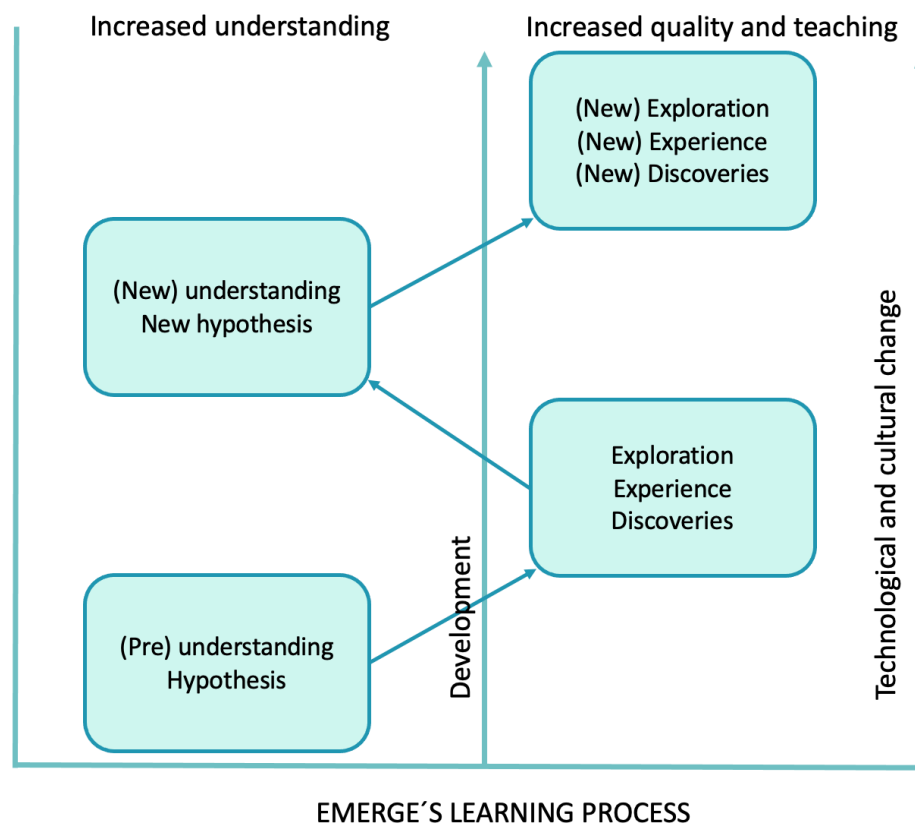 Increased understanding
Increased quality and teaching
(New) Exploration
(New) Experience
(New) Discoveries
(New) understanding
New hypothesis
Exploration
Experience
Discoveries
(Pre) understanding
Hypothesis
Development
Technological and cultural change
EMERGE´S LEARNING PROCESS